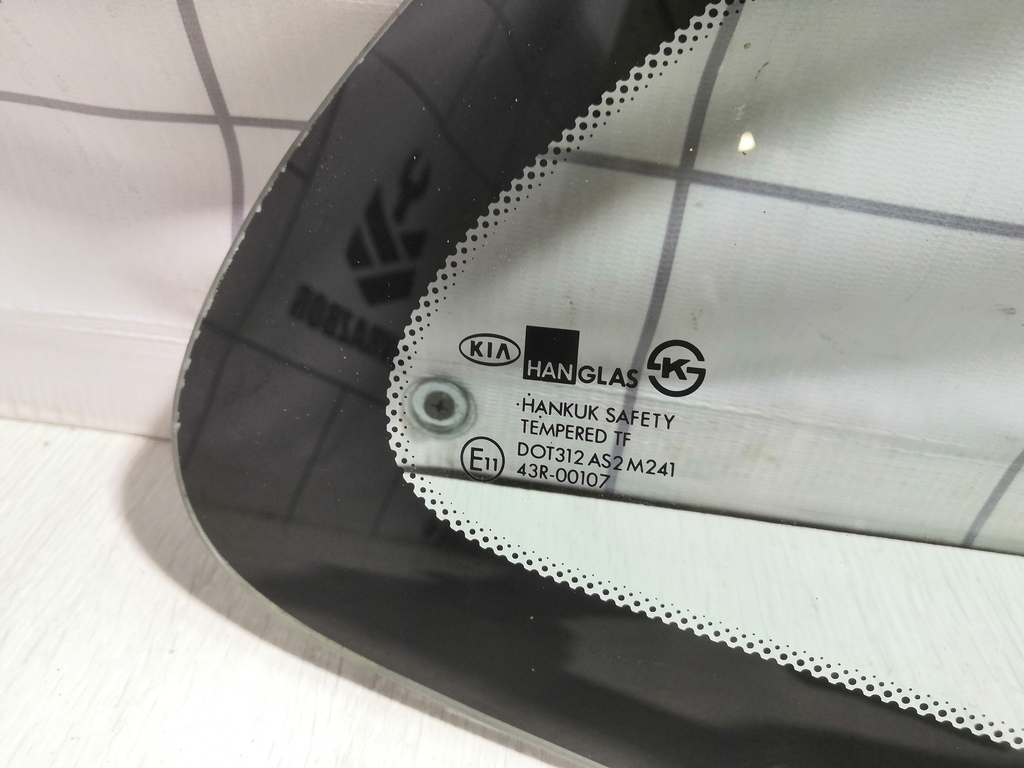 KIA HANGLAS K
HANKUK SAFETY
TEMPERED TF
DOT312 AS2 M241
E11 43R-00107